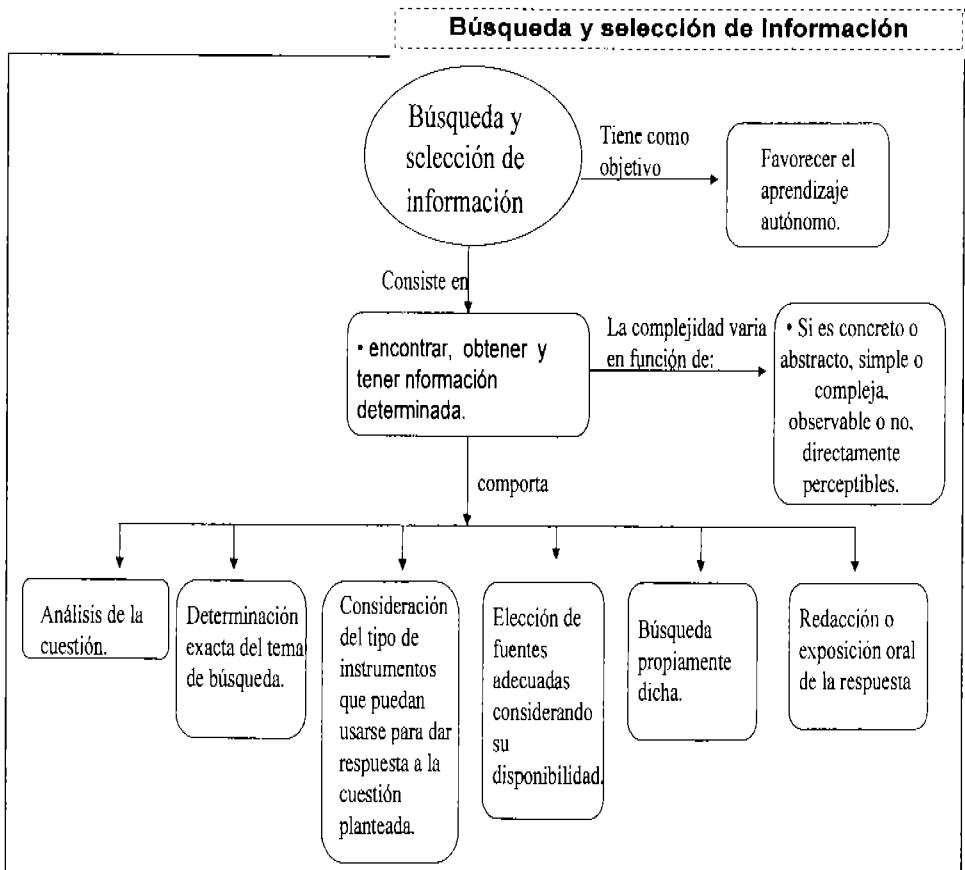 Búsqueda y selección de Información
Búsqueda y
selección de
información
Tiene como
objetivo
Favorecer el
aprendizaje
autónomo.
Consiste en
• encontrar, obtener y
tener nformación
determinada.
La complejidad varia
en función de:
• Si es concreto o
abstracto, simple o
compleja,
observable o no,
directamente
perceptibles.
comporta
Análisis de la
cuestión.
Determinación
exacta del tema
de búsqueda.
Consideración
del tipo de
instrumentos
que puedan
usarse para dar
respuesta a la
cuestión
planteada.
Elección de
fuentes
adecuadas
considerando
su
disponibilidad.
Búsqueda
propiamente
dicha.
Redacción o
exposición oral
de la respuesta